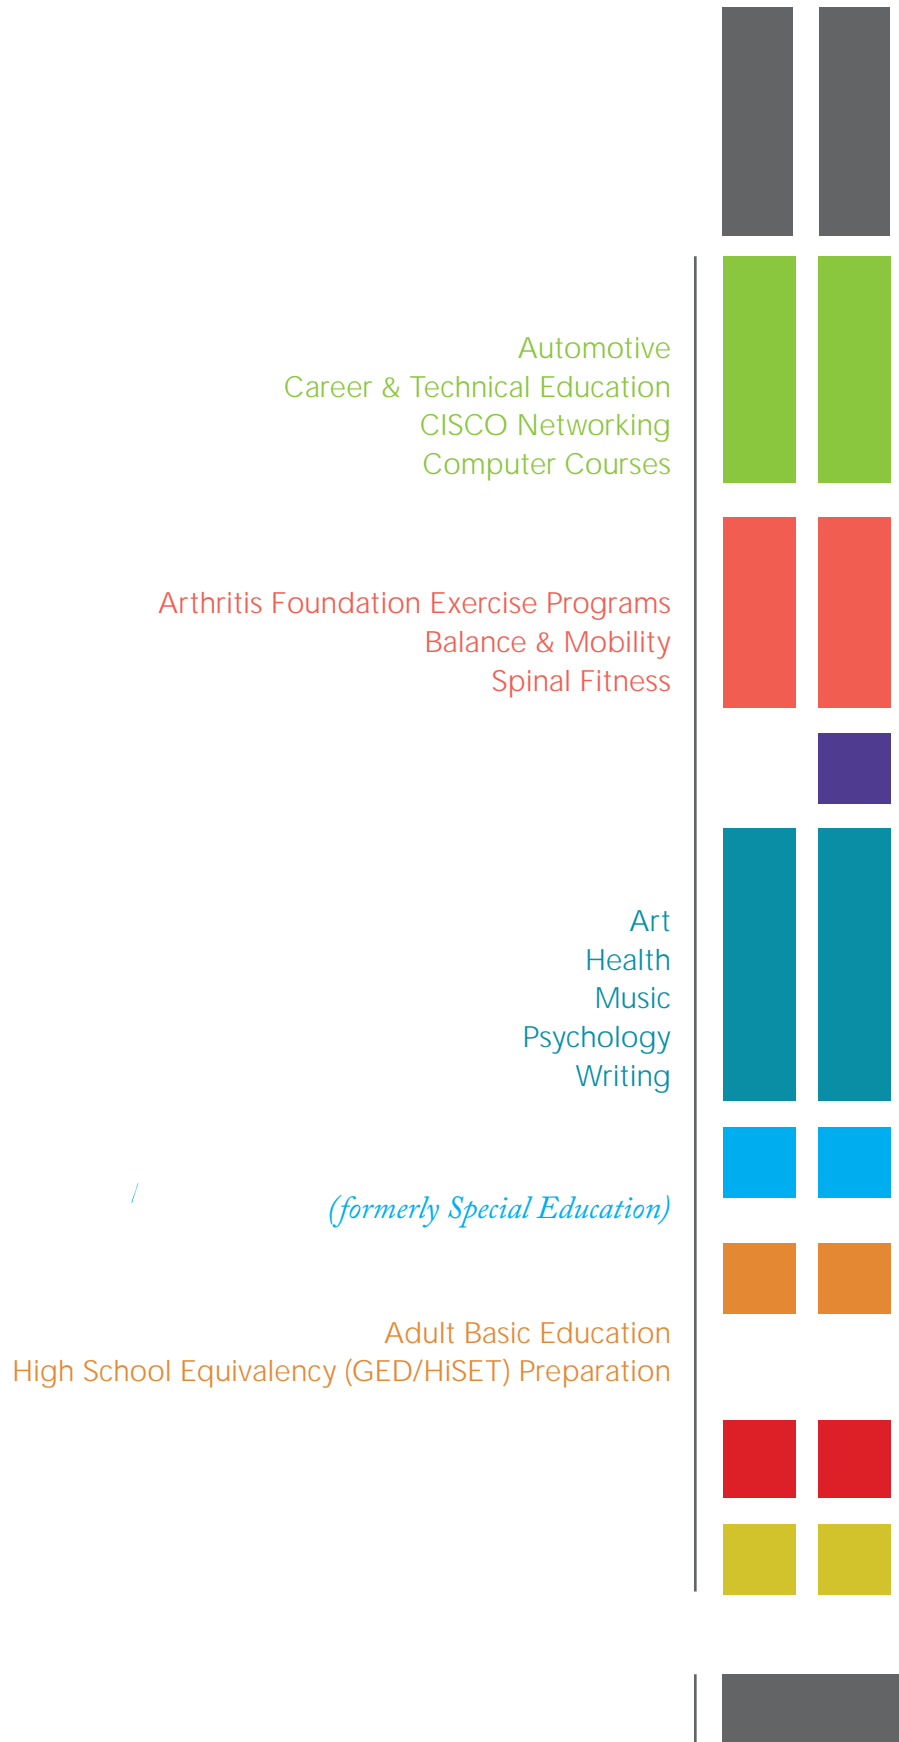 Automotive
Career & Technical Education
CISCO Networking
Computer Courses
Arthritis Foundation Exercise Programs
Balance & Mobility
Spinal Fitness
Art
Health
Music
Psychology
Writing
/
(formerly Special Education)
Adult Basic Education
High School Equivalency (GED/HiSET) Preparation